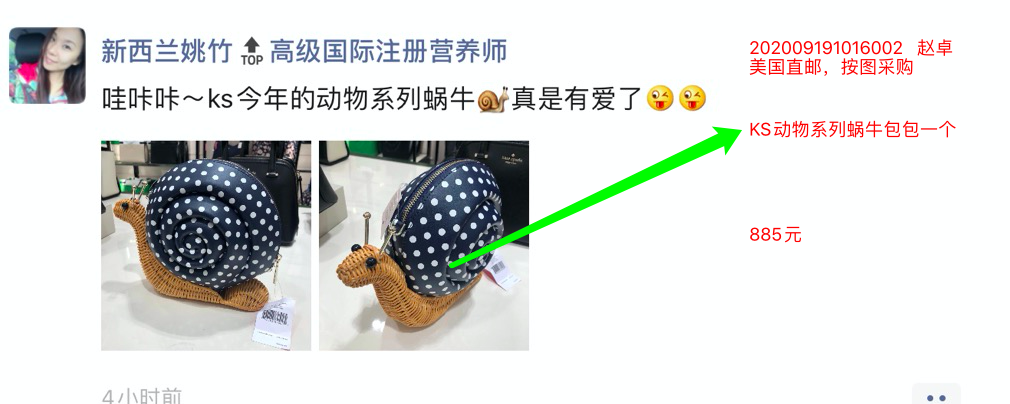 新西兰姚竹🔝高级国际注册营养师
哇咔咔～ks今年的动物系列蜗牛🐌真是有爱了😜😜
4小时前
202009191016002 赵卓
美国直邮，按图采购
KS动物系列蜗牛包包一个
885元